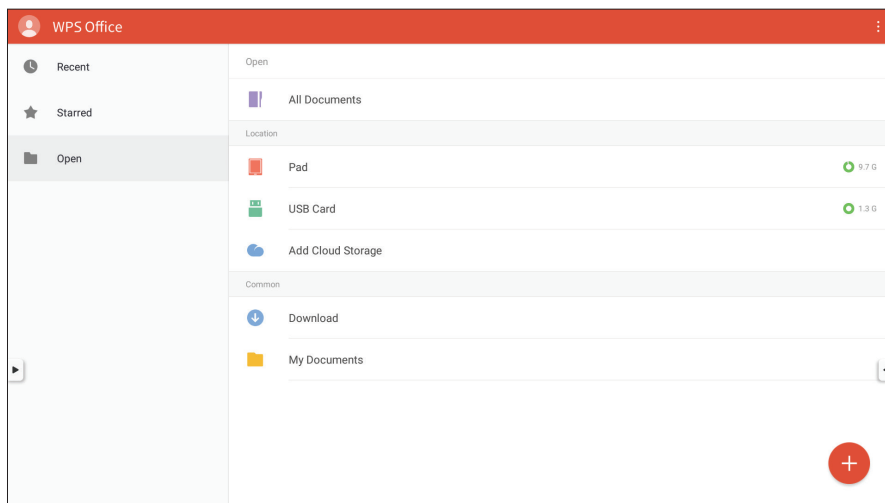 WPS Office
Recent
Starred
Open
Open
All Documents
Location
Pad
9.7 G
USB Card
1.3 G
Add Cloud Storage
Common
Download
My Documents